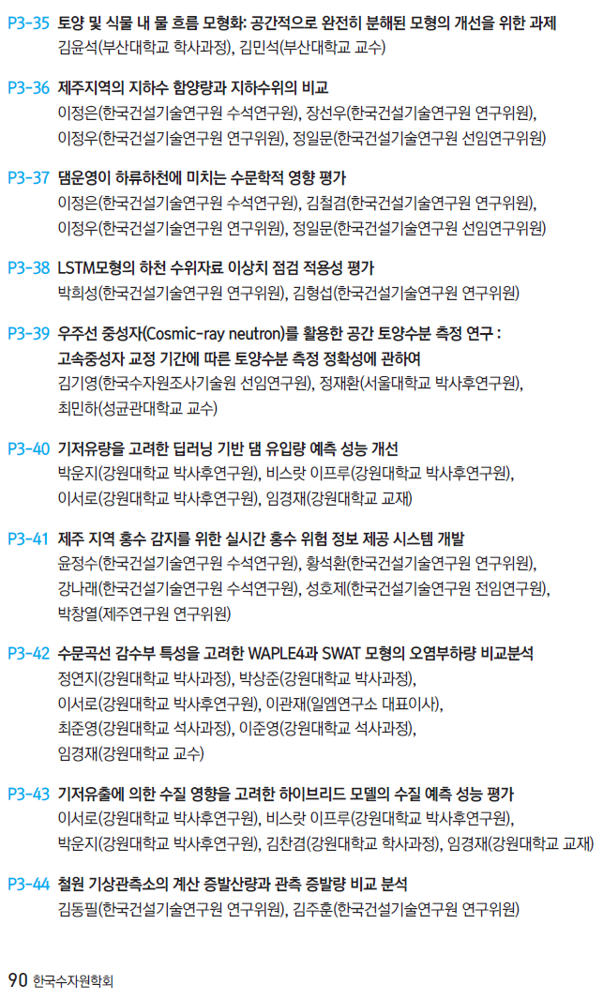 P3-35 토양 및 식물 내 물 흐름 모형화: 공간적으로 완전히 분해된 모형의 개선을 위한 과제
김윤석(부산대학교 학사과정), 김민석(부산대학교 교수)
P3-36 제주지역의 지하수 함양량과 지하수위의 비교
이정은(한국건설기술연구원 수석연구원), 장선우(한국건설기술연구원 연구위원),
이정우(한국건설기술연구원 연구위원), 정일문(한국건설기술연구원 선임연구위원)
P3-37 댐운영이 하류하천에 미치는 수문학적 영향 평가
이정은(한국건설기술연구원 수석연구원), 김철겸(한국건설기술연구원 연구위원),
이정우(한국건설기술연구원 연구위원), 정일문(한국건설기술연구원 선임연구위원)
P3-38 LSTM모형의 하천 수위자료 이상치 점검 적용성 평가
박희성(한국건설기술연구원 연구위원), 김형섭(한국건설기술연구원 연구위원)
P3-39 우주선 중성자(Cosmic-ray neutron)를 활용한 공간 토양수분 측정 연구 :
고속중성자 교정 기간에 따른 토양수분 측정 정확성에 관하여
김기영(한국수자원조사기술원 선임연구원), 정재환(서울대학교 박사후연구원),
최민하(성균관대학교 교수)
P3-40 기저유량을 고려한 딥러닝 기반 댐 유입량 예측 성능 개선
박운지(강원대학교 박사후연구원), 비스랏 이프루(강원대학교 박사후연구원),
이서로(강원대학교 박사후연구원), 임경재(강원대학교 교재)
P3-41 제주 지역 홍수 감지를 위한 실시간 홍수 위험 정보 제공 시스템 개발
윤정수(한국건설기술연구원 수석연구원), 황석환(한국건설기술연구원 연구위원),
강나래(한국건설기술연구원 수석연구원), 성호제(한국건설기술연구원 전임연구원),
박창열(제주연구원 연구위원)
P3-42 수문곡선 감수부 특성을 고려한 WAPLE4과 SWAT 모형의 오염부하량 비교분석
정연지(강원대학교 박사과정), 박상준(강원대학교 박사과정),
이서로(강원대학교 박사후연구원), 이관재(일엠연구소 대표이사),
최준영(강원대학교 석사과정), 이준영(강원대학교 석사과정),
임경재(강원대학교 교수)
P3-43 기저유출에 의한 수질 영향을 고려한 하이브리드 모델의 수질 예측 성능 평가
이서로(강원대학교 박사후연구원), 비스랏 이프루(강원대학교 박사후연구원),
박운지(강원대학교 박사후연구원), 김찬겸(강원대학교 학사과정), 임경재(강원대학교 교재)
P3-44 철원 기상관측소의 계산 증발산량과 관측 증발량 비교 분석
김동필(한국건설기술연구원 연구위원), 김주훈(한국건설기술연구원 연구위원)
90 한국수자원학회